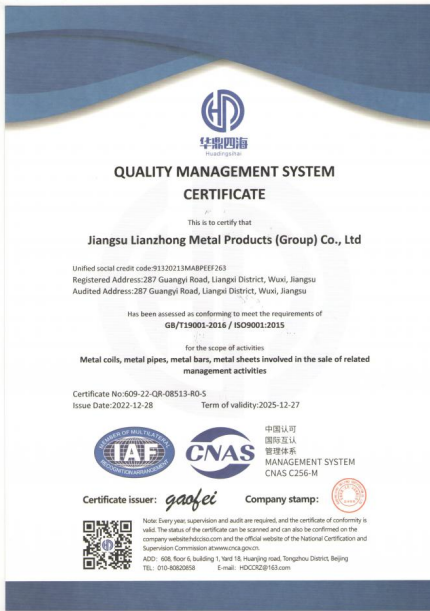 华鼎四海
Huadingsihai
QUALITY MANAGEMENT SYSTEM
CERTIFICATE
This is to certify that
Jiangsu Lianzhong Metal Products (Group) Co., Ltd
Unified social credit code:91320213MABPEEF263
Registered Address:287 Guangyi Road, Liangxi District, Wuxi, Jiangsu
Audited Address:287 Guangyi Road, Liangxi District, Wuxi, Jiangsu
Has been assessed as conforming to meet the requirements of
GB/T19001-2016 / ISO9001:2015
for the scope of activities
Metal coils, metal pipes, metal bars, metal sheets involved in the sale of related
management activities
Certificate No:609-22-QR-08513-R0-S
Issue Date:2022-12-28 Term of validity:2025-12-27
MEMBER OF MULTILATERAL
IAF
RECOGNITION ARRANGEMENT
CNAS
中国认可
国际互认
管理体系
MANAGEMENT SYSTEM
CNAS C256-M
Certificate issuer: gaofei Company stamp:
Note: Every year, supervision and audit are required, and the certificate of conformity is
valid. The status of the certificate can be scanned and can also be confirmed on the
company website:hdcciso.com and the official website of the National Certification and
Supervision Commission at:www.cnca.gov.cn.
ADD: 608, floor 6, building 1, Yard 18, Huanjing road, Tongzhou District, Beijing
TEL: 010-80820858 E-mail: HDCCRZ@163.com